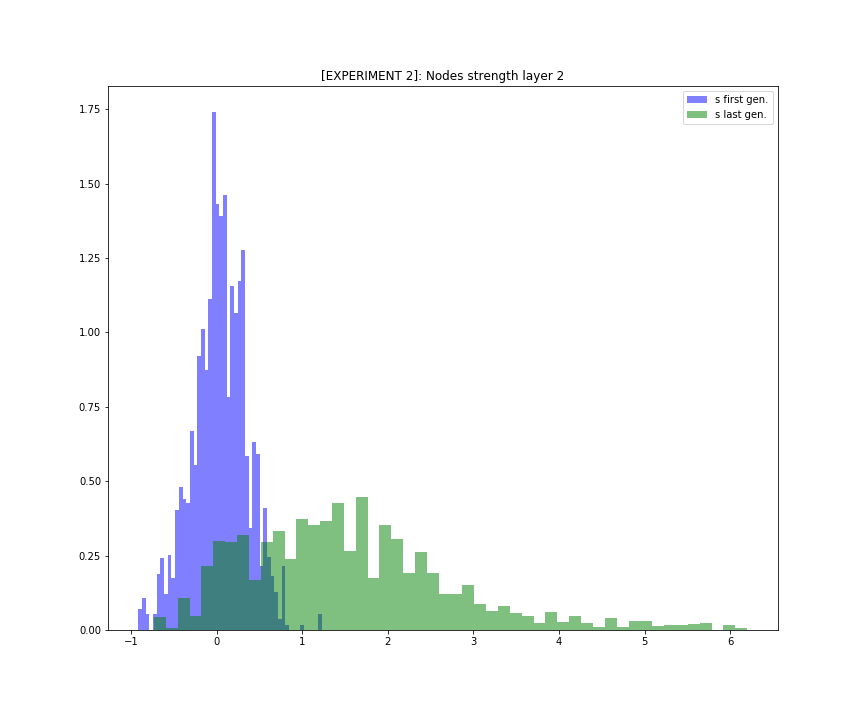 [EXPERIMENT 2]: Nodes strength layer 2
s first gen.
s last gen.
1.75
1.50
1.25
1.00
0.75
0.50
0.25
0.00
−1 0 1 2 3 4 5 6